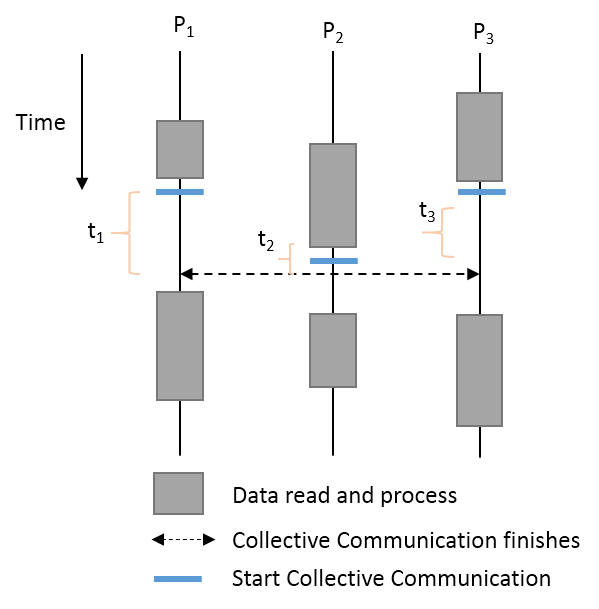 P1 P2 P3
Time
t1
t2
t3
Data read and process
Collective Communication finishes
Start Collective Communication